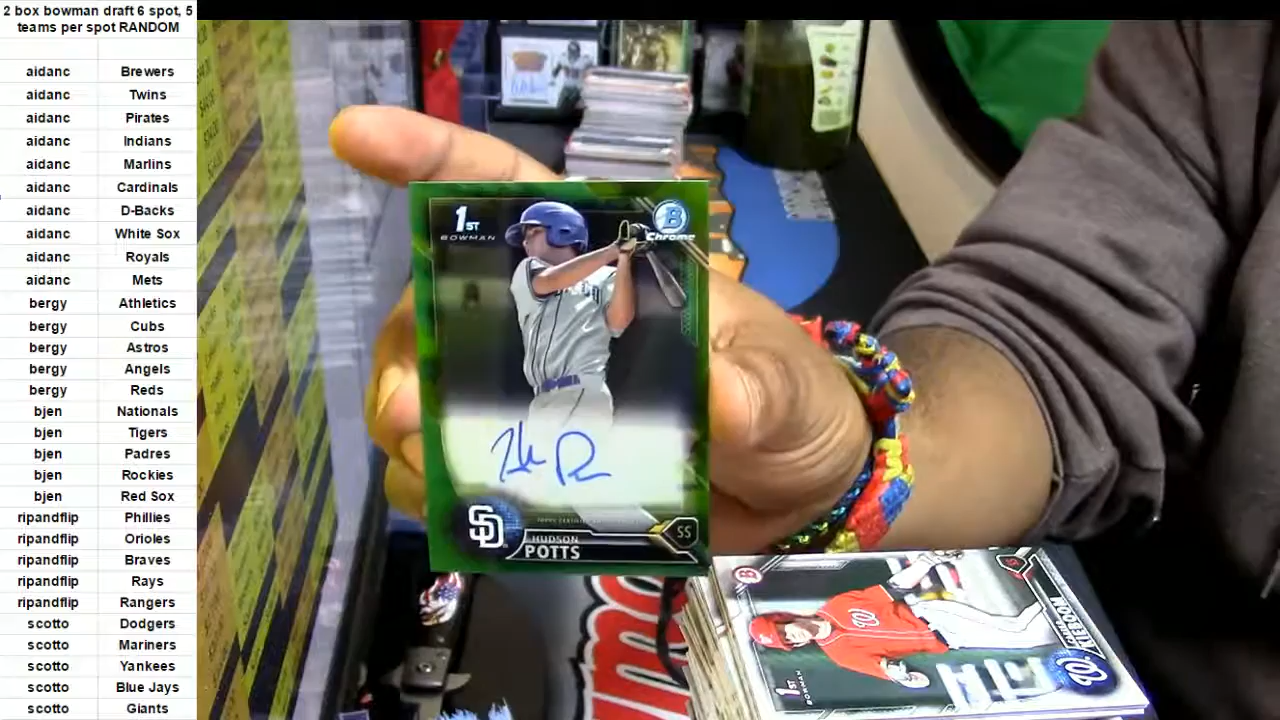 2 box bowman draft 6 spot, 5
teams per spot RANDOM
aidanc Brewers
aidanc Twins
aidanc Pirates
aidanc Indians
aidanc Marlins
aidanc Cardinals
aidanc D-Backs
aidanc White Sox
aidanc Royals
aidanc Mets
bergy Athletics
bergy Cubs
bergy Astros
bergy Angels
bergy Reds
bjen Nationals
bjen Tigers
bjen Padres
bjen Rockies
bjen Red Sox
ripandflip Phillies
ripandflip Orioles
ripandflip Braves
ripandflip Rays
ripandflip Rangers
scotto Dodgers
scotto Mariners
scotto Yankees
scotto Blue Jays
scotto Giants
1ST
BOWMAN
B
Chrome
SD
HUDSON
POTTS
SS
B
W
1ST
BOWMAN
KIEBOOM
W